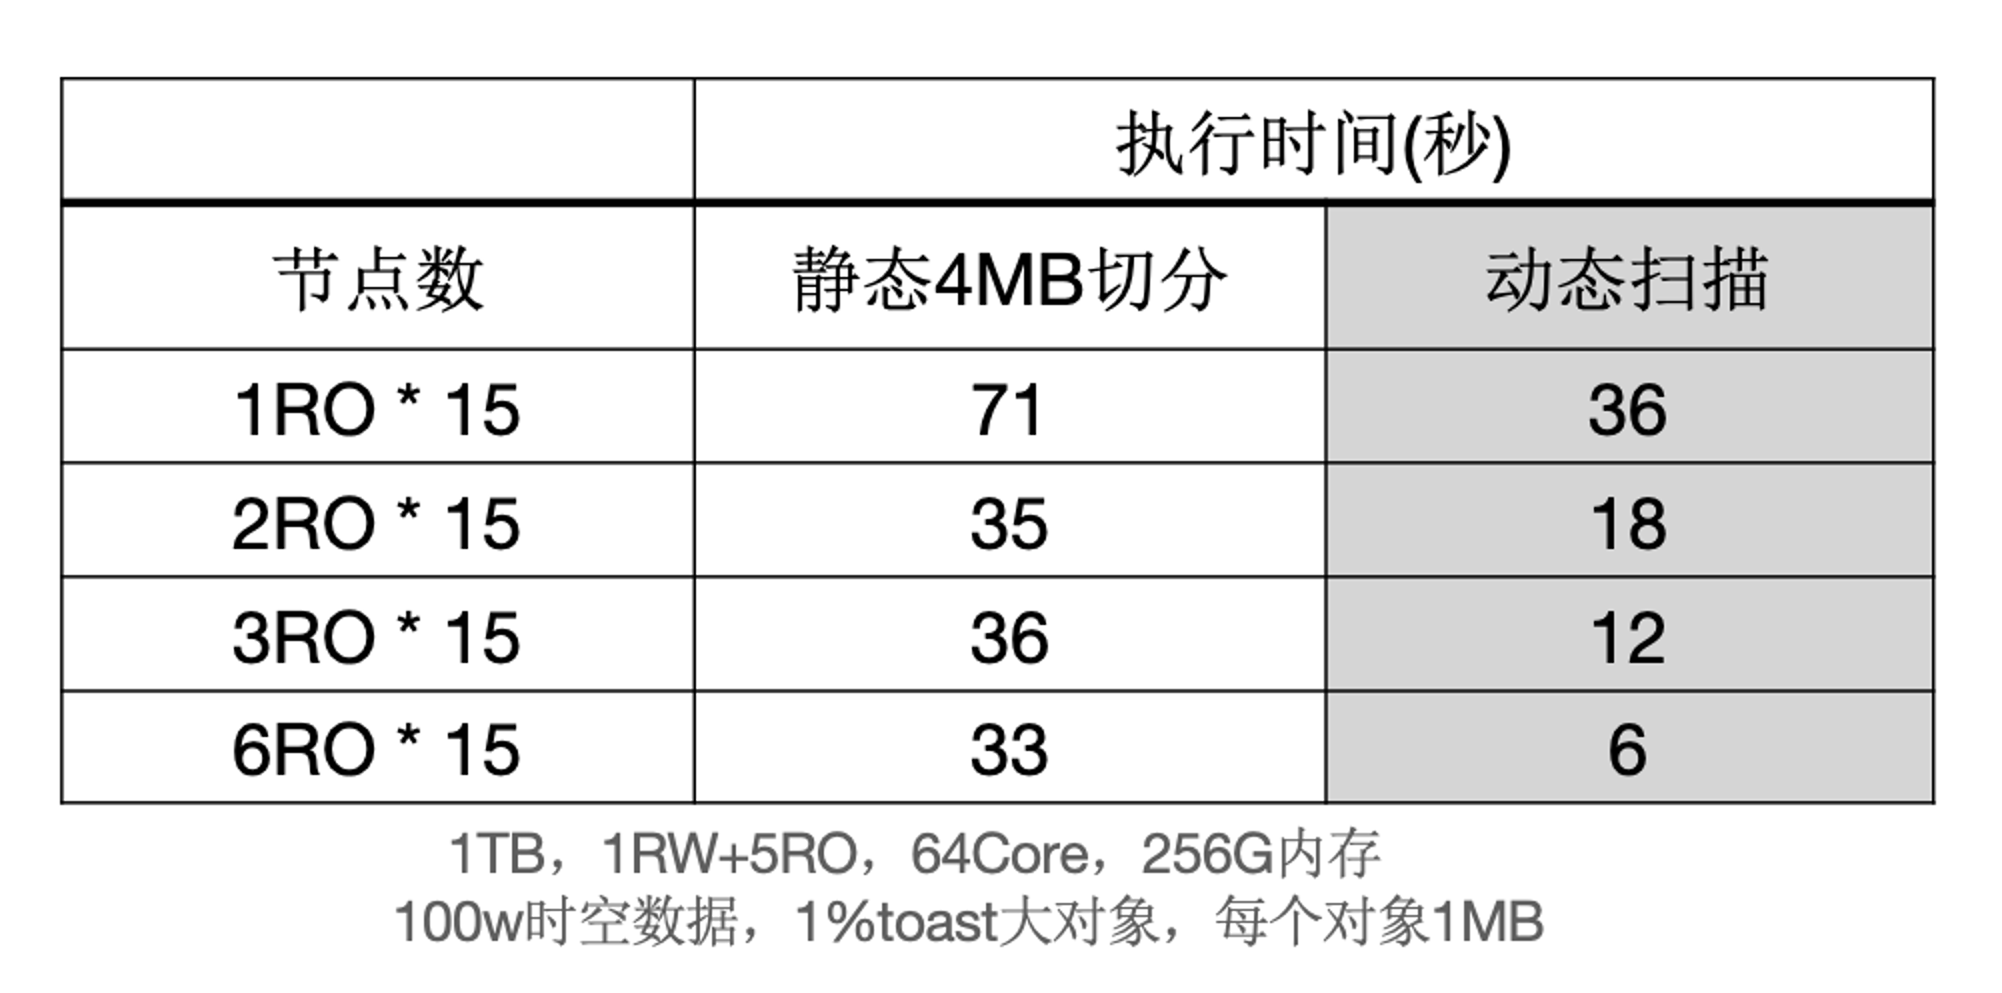 执行时间(秒)
节点数 静态4MB切分 动态扫描
1RO * 15 71 36
2RO * 15 35 18
3RO * 15 36 12
6RO * 15 33 6
1TB，1RW+5RO，64Core，256G内存
100w时空数据，1%toast大对象，每个对象1MB